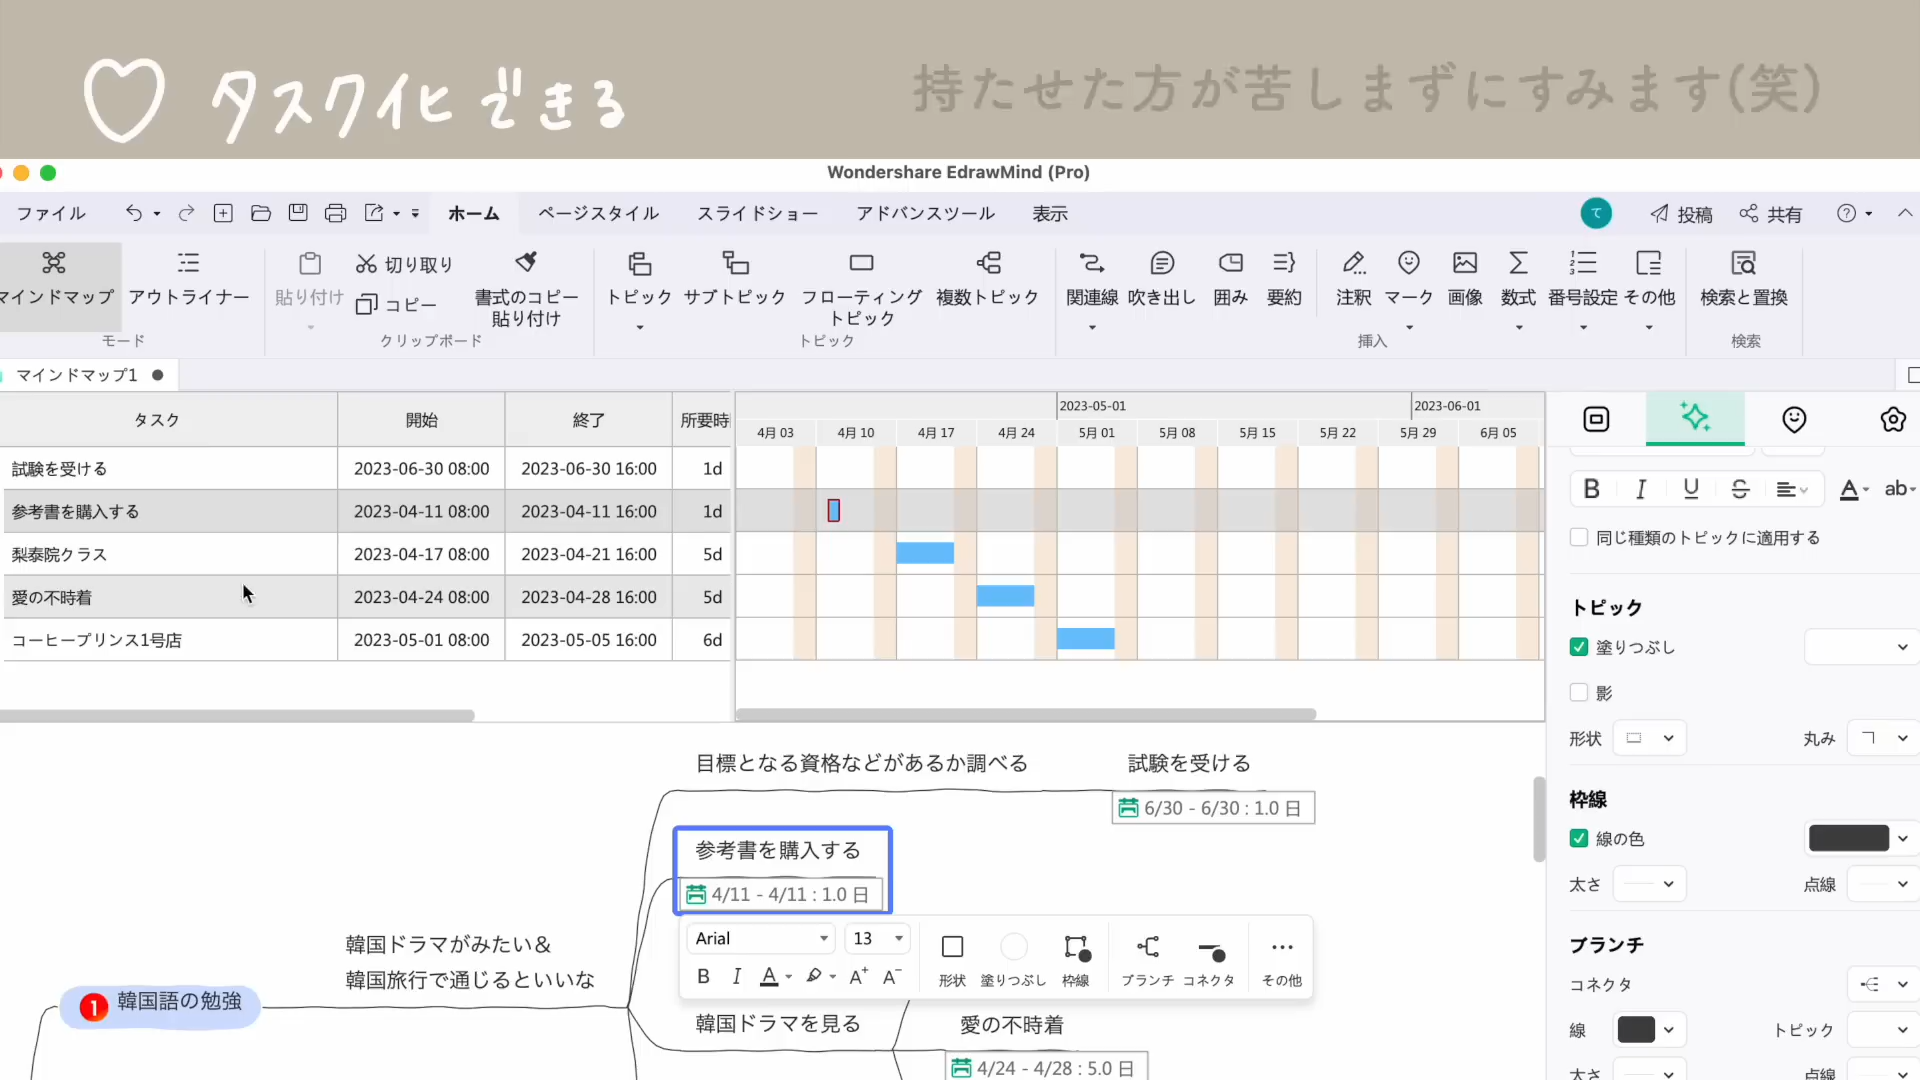 ♡ タスク化できる
持たせた方が苦しまずにすみます(笑)
Wondershare EdrawMind (Pro)
ファイル ホーム ページスタイル スライドショー アドバンスツール 表示 て 投稿 共有
マインドマップ アウトライナー 貼り付け 切り取り コピー 書式のコピー貼り付け トピック サブトピック フローティングトピック 複数トピック 関連線 吹き出し 囲み 要約 注釈 マーク 画像 数式 番号設定 その他 検索と置換
モード クリップボード トピック 挿入 検索
マインドマップ1
タスク 開始 終了 所要時
2023-05-01 2023-06-01
4月 03 4月 10 4月 17 4月 24 5月 01 5月 08 5月 15 5月 22 5月 29 6月 05
試験を受ける 2023-06-30 08:00 2023-06-30 16:00 1d
参考書を購入する 2023-04-11 08:00 2023-04-11 16:00 1d
梨泰院クラス 2023-04-17 08:00 2023-04-21 16:00 5d
愛の不時着 2023-04-24 08:00 2023-04-28 16:00 5d
コーヒープリンス1号店 2023-05-01 08:00 2023-05-05 16:00 6d
目標となる資格などがあるか調べる 試験を受ける
6/30 - 6/30 : 1.0 日
参考書を購入する
4/11 - 4/11 : 1.0 日
Arial 13
B I A A+ A-
形状 塗りつぶし 枠線 ブランチ コネクタ その他
韓国ドラマがみたい＆
韓国旅行で通じるといいな
1 韓国語の勉強
韓国ドラマを見る 愛の不時着
4/24 - 4/28 : 5.0 日
B I U S A ab
同じ種類のトピックに適用する
トピック
塗りつぶし
影
形状 丸み
枠線
線の色
太さ 点線
ブランチ
コネクタ
線 トピック
太さ 点線